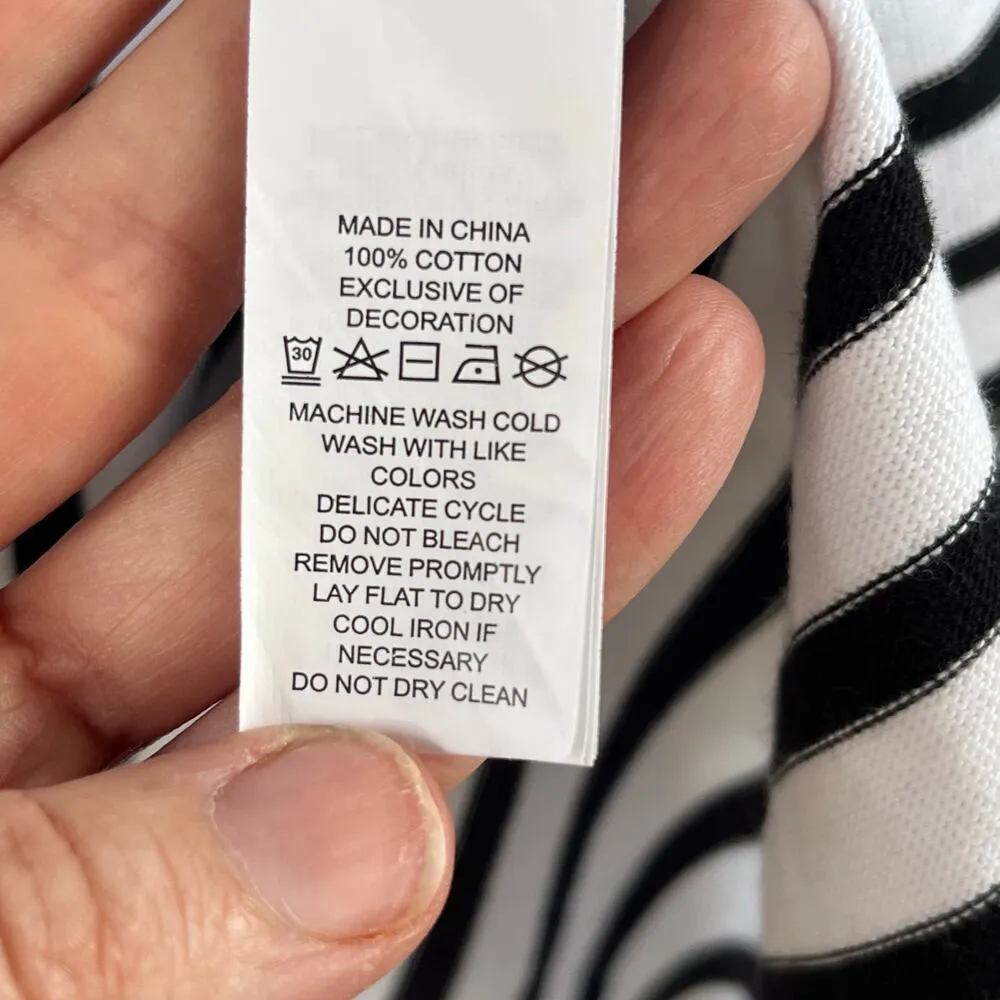 MADE IN CHINA
100% COTTON
EXCLUSIVE OF
DECORATION
30
MACHINE WASH COLD
WASH WITH LIKE
COLORS
DELICATE CYCLE
DO NOT BLEACH
REMOVE PROMPTLY
LAY FLAT TO DRY
COOL IRON IF
NECESSARY
DO NOT DRY CLEAN